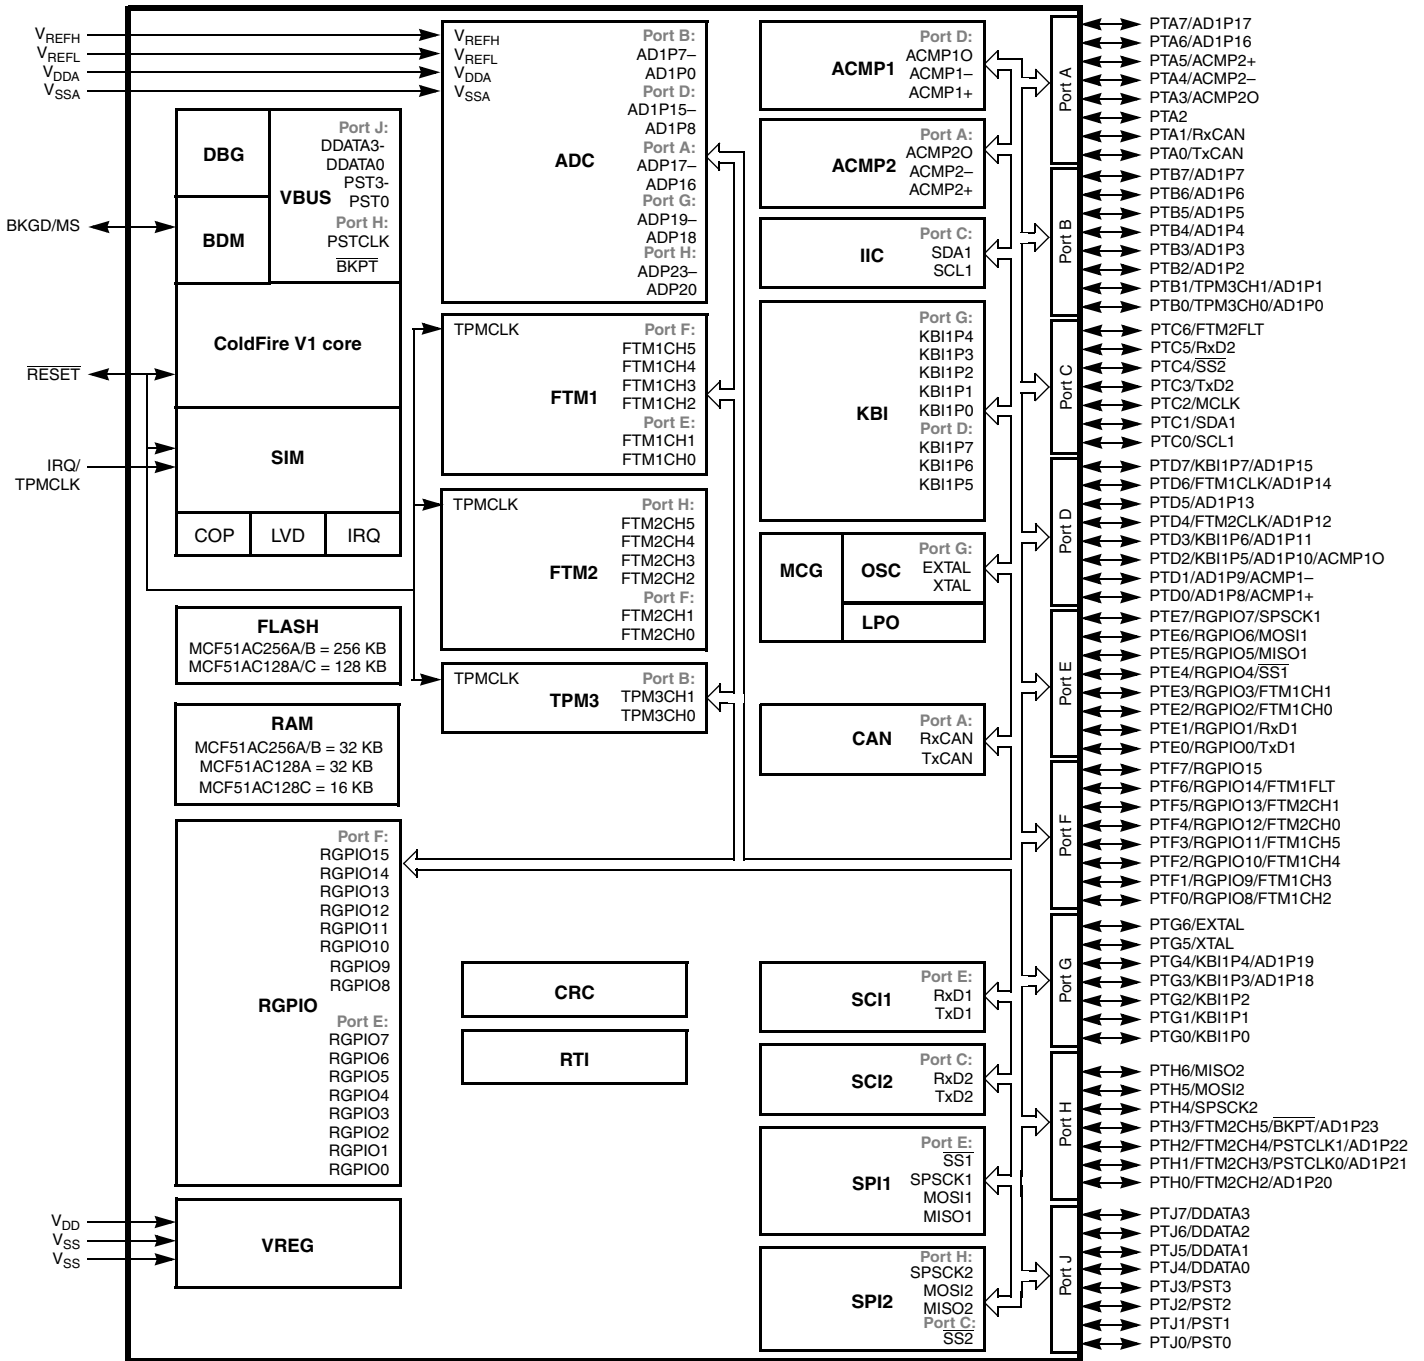 VREFH
VREFL
VDDA
VSSA
BKGD/MS
RESET
IRQ/
TPMCLK
VDD
VSS
VSS
DBG
BDM
VBUS
Port J:
DDATA3-
DDATA0
PST3-
PST0
Port H:
PSTCLK
BKPT
ColdFire V1 core
SIM
COP
LVD
IRQ
FLASH
MCF51AC256A/B = 256 KB
MCF51AC128A/C = 128 KB
RAM
MCF51AC256A/B = 32 KB
MCF51AC128A = 32 KB
MCF51AC128C = 16 KB
RGPIO
Port F:
RGPIO15
RGPIO14
RGPIO13
RGPIO12
RGPIO11
RGPIO10
RGPIO9
RGPIO8
Port E:
RGPIO7
RGPIO6
RGPIO5
RGPIO4
RGPIO3
RGPIO2
RGPIO1
RGPIO0
VREG
VREFH
VREFL
VDDA
VSSA
ADC
Port B:
AD1P7–
AD1P0
Port D:
AD1P15–
AD1P8
Port A:
ADP17–
ADP16
Port G:
ADP19–
ADP18
Port H:
ADP23–
ADP20
TPMCLK
FTM1
Port F:
FTM1CH5
FTM1CH4
FTM1CH3
FTM1CH2
Port E:
FTM1CH1
FTM1CH0
TPMCLK
FTM2
Port H:
FTM2CH5
FTM2CH4
FTM2CH3
FTM2CH2
Port F:
FTM2CH1
FTM2CH0
TPMCLK
TPM3
Port B:
TPM3CH1
TPM3CH0
CRC
RTI
ACMP1
Port D:
ACMP1O
ACMP1–
ACMP1+
ACMP2
Port A:
ACMP2O
ACMP2–
ACMP2+
IIC
Port C:
SDA1
SCL1
KBI
Port G:
KBI1P4
KBI1P3
KBI1P2
KBI1P1
KBI1P0
Port D:
KBI1P7
KBI1P6
KBI1P5
MCG
OSC
Port G:
EXTAL
XTAL
LPO
CAN
Port A:
RxCAN
TxCAN
SCI1
Port E:
RxD1
TxD1
SCI2
Port C:
RxD2
TxD2
SPI1
Port E:
SS1
SPSCK1
MOSI1
MISO1
SPI2
Port H:
SPSCK2
MOSI2
MISO2
Port C:
SS2
Port A
PTA7/AD1P17
PTA6/AD1P16
PTA5/ACMP2+
PTA4/ACMP2–
PTA3/ACMP2O
PTA2
PTA1/RxCAN
PTA0/TxCAN
Port B
PTB7/AD1P7
PTB6/AD1P6
PTB5/AD1P5
PTB4/AD1P4
PTB3/AD1P3
PTB2/AD1P2
PTB1/TPM3CH1/AD1P1
PTB0/TPM3CH0/AD1P0
Port C
PTC6/FTM2FLT
PTC5/RxD2
PTC4/SS2
PTC3/TxD2
PTC2/MCLK
PTC1/SDA1
PTC0/SCL1
Port D
PTD7/KBI1P7/AD1P15
PTD6/FTM1CLK/AD1P14
PTD5/AD1P13
PTD4/FTM2CLK/AD1P12
PTD3/KBI1P6/AD1P11
PTD2/KBI1P5/AD1P10/ACMP1O
PTD1/AD1P9/ACMP1–
PTD0/AD1P8/ACMP1+
Port E
PTE7/RGPIO7/SPSCK1
PTE6/RGPIO6/MOSI1
PTE5/RGPIO5/MISO1
PTE4/RGPIO4/SS1
PTE3/RGPIO3/FTM1CH1
PTE2/RGPIO2/FTM1CH0
PTE1/RGPIO1/RxD1
PTE0/RGPIO0/TxD1
Port F
PTF7/RGPIO15
PTF6/RGPIO14/FTM1FLT
PTF5/RGPIO13/FTM2CH1
PTF4/RGPIO12/FTM2CH0
PTF3/RGPIO11/FTM1CH5
PTF2/RGPIO10/FTM1CH4
PTF1/RGPIO9/FTM1CH3
PTF0/RGPIO8/FTM1CH2
Port G
PTG6/EXTAL
PTG5/XTAL
PTG4/KBI1P4/AD1P19
PTG3/KBI1P3/AD1P18
PTG2/KBI1P2
PTG1/KBI1P1
PTG0/KBI1P0
Port H
PTH6/MISO2
PTH5/MOSI2
PTH4/SPSCK2
PTH3/FTM2CH5/BKPT/AD1P23
PTH2/FTM2CH4/PSTCLK1/AD1P22
PTH1/FTM2CH3/PSTCLK0/AD1P21
PTH0/FTM2CH2/AD1P20
Port J
PTJ7/DDATA3
PTJ6/DDATA2
PTJ5/DDATA1
PTJ4/DDATA0
PTJ3/PST3
PTJ2/PST2
PTJ1/PST1
PTJ0/PST0